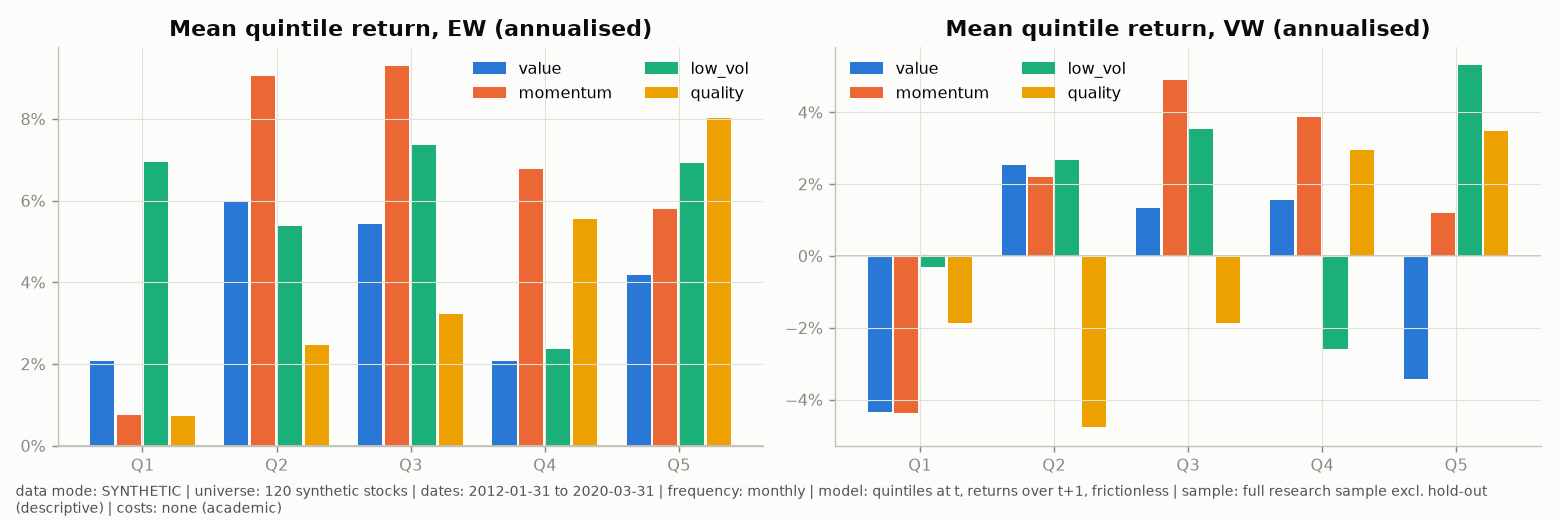 Mean quintile return, EW (annualised)
value
momentum
low_vol
quality
8%
6%
4%
2%
0%
Q1 Q2 Q3 Q4 Q5
Mean quintile return, VW (annualised)
value
momentum
low_vol
quality
4%
2%
0%
−2%
−4%
Q1 Q2 Q3 Q4 Q5
data mode: SYNTHETIC | universe: 120 synthetic stocks | dates: 2012-01-31 to 2020-03-31 | frequency: monthly | model: quintiles at t, returns over t+1, frictionless | sample: full research sample excl. hold-out
(descriptive) | costs: none (academic)